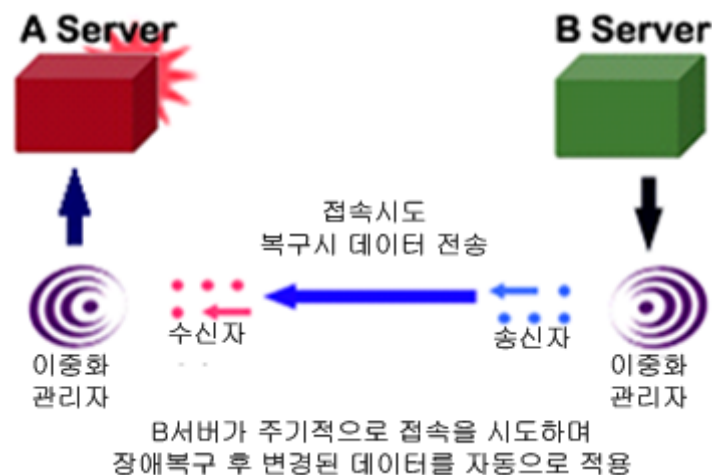 A Server
B Server
접속시도
복구시 데이터 전송
수신자
송신자
이중화
관리자
이중화
관리자
B서버가 주기적으로 접속을 시도하며
장애복구 후 변경된 데이터를 자동으로 적용